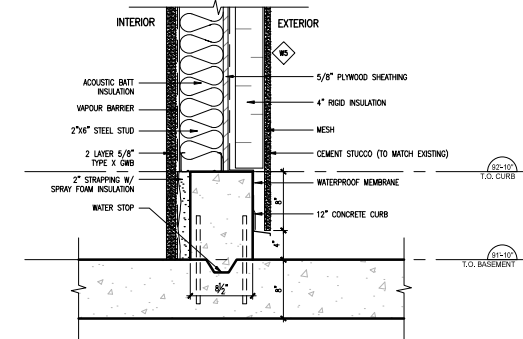 INTERIOR
EXTERIOR
W5
ACOUSTIC BATT
INSULATION
VAPOUR BARRIER
2"X6" STEEL STUD
2 LAYER 5/8"
TYPE X GWB
2" STRAPPING W/
SPRAY FOAM INSULATION
WATER STOP
5/8" PLYWOOD SHEATHING
4" RIGID INSULATION
MESH
CEMENT STUCCO (TO MATCH EXISTING)
WATERPROOF MEMBRANE
12" CONCRETE CURB
92'-10"
T.O. CURB
91'-10"
T.O. BASEMENT
8"
4"
8"
8½"